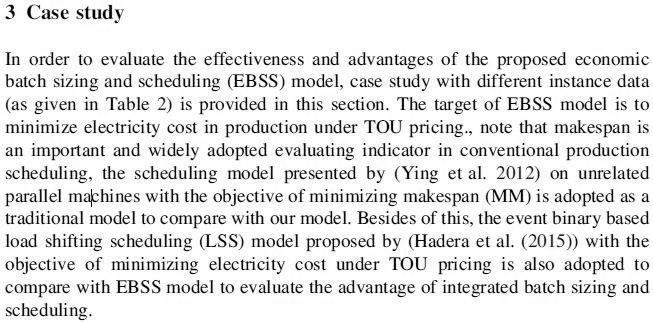 3 Case study
In order to evaluate the effectiveness and advantages of the proposed economic
batch sizing and scheduling (EBSS) model, case study with different instance data
(as given in Table 2) is provided in this section. The target of EBSS model is to
minimize electricity cost in production under TOU pricing., note that makespan is
an important and widely adopted evaluating indicator in conventional production
scheduling, the scheduling model presented by (Ying et al. 2012) on unrelated
parallel machines with the objective of minimizing makespan (MM) is adopted as a
traditional model to compare with our model. Besides of this, the event binary based
load shifting scheduling (LSS) model proposed by (Hadera et al. (2015)) with the
objective of minimizing electricity cost under TOU pricing is also adopted to
compare with EBSS model to evaluate the advantage of integrated batch sizing and
scheduling.